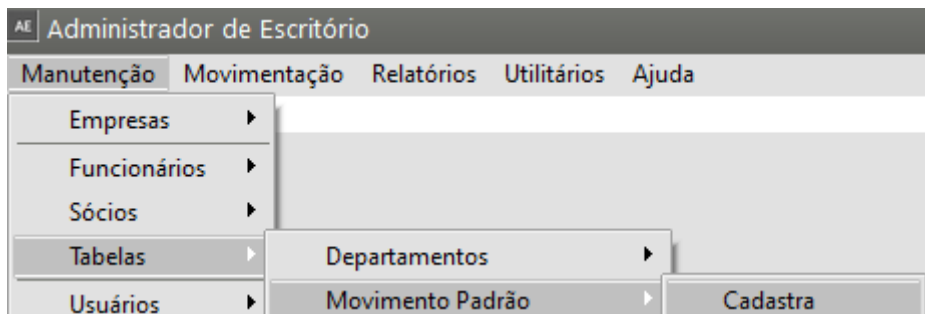 AE Administrador de Escritório
Manutenção Movimentação Relatórios Utilitários Ajuda
Empresas
Funcionários
Sócios
Tabelas Departamentos
Usuários Movimento Padrão Cadastra